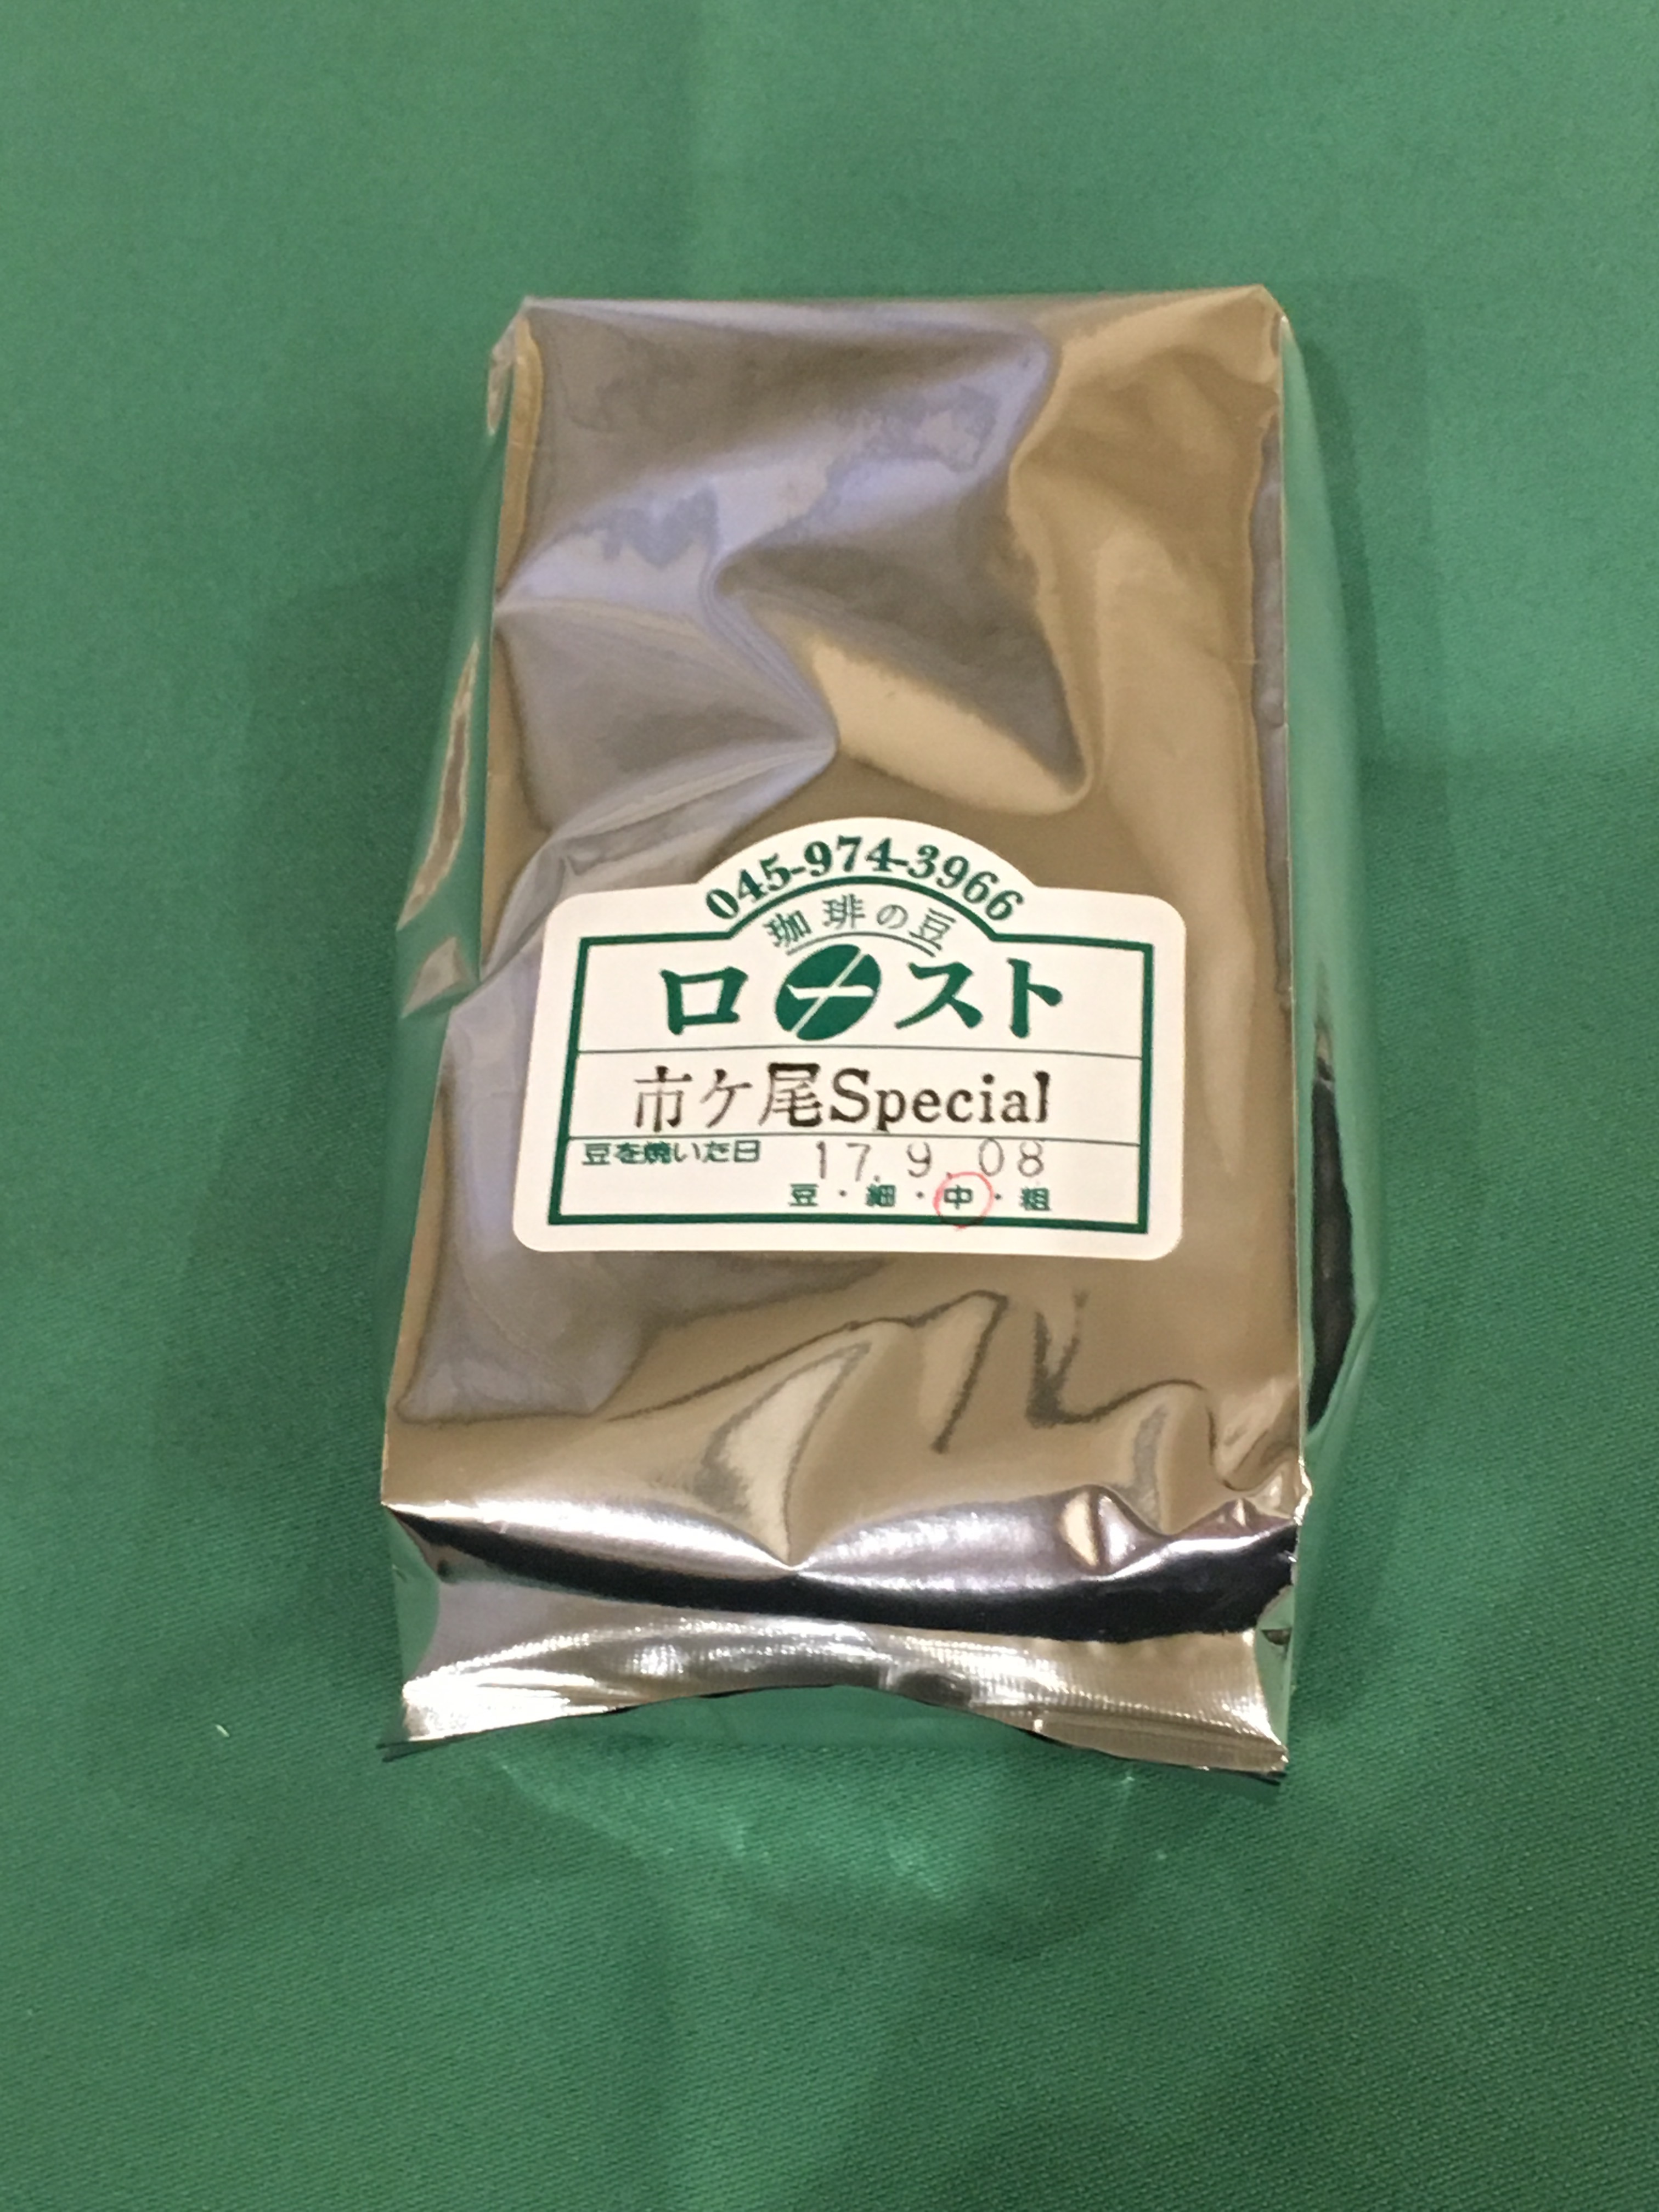 045-974-3966
珈琲の豆
ロースト
市ケ尾Special
豆を焼いた日 17.9.08
豆・細・中・粗